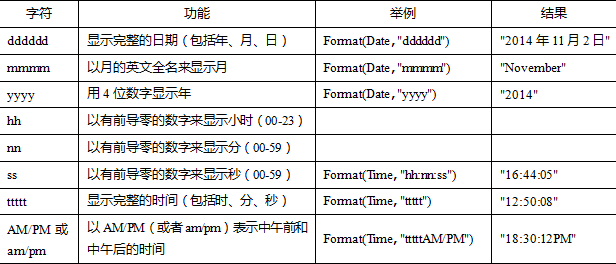 字符 功能 举例 结果
dddddd 显示完整的日期（包括年、月、日） Format(Date, "dddddd") "2014年11月2日"
mmmm 以月的英文全名来显示月 Format(Date, "mmmm") "November"
yyyy 用4位数字显示年 Format(Date, "yyyy") "2014"
hh 以有前导零的数字来显示小时（00-23）
nn 以有前导零的数字来显示分（00-59）
ss 以有前导零的数字来显示秒（00-59） Format(Time, "hh:nn:ss") "16:44:05"
ttttt 显示完整的时间（包括时、分、秒） Format(Time, "ttttt") "12:50:08"
AM/PM 或 以 AM/PM（或者 am/pm）表示中午前和 Format(Time, "tttttAM/PM") "18:30:12PM"
am/pm 中午后的时间